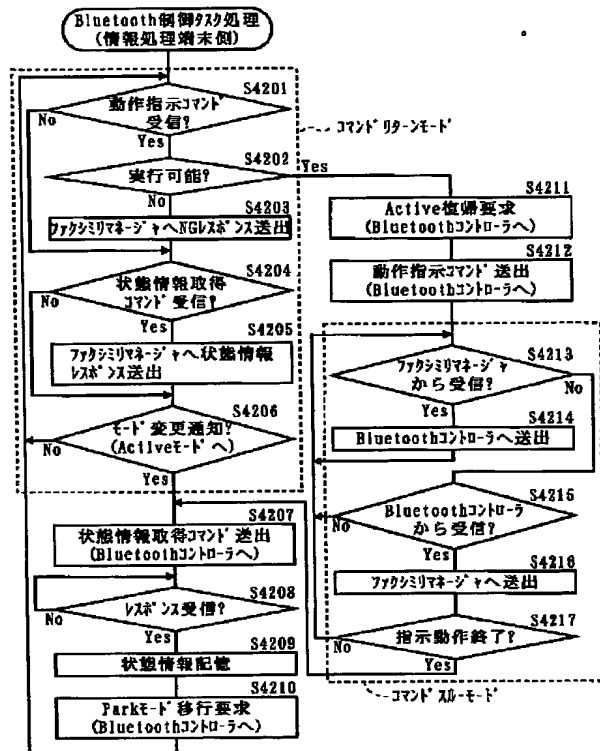 Bluetooth制御ﾀｽｸ処理
(情報処理端末側)
S4201
動作指示ｺﾏﾝﾄﾞ
受信?
No
Yes
ｺﾏﾝﾄﾞﾘﾀｰﾝﾓｰﾄﾞ
S4202
実行可能?
Yes
No
S4203
ﾌｧｸｼﾐﾘﾏﾈｰｼﾞｬへNGﾚｽﾎﾟﾝｽ送出
S4204
状態情報取得
ｺﾏﾝﾄﾞ受信?
No
Yes
S4205
ﾌｧｸｼﾐﾘﾏﾈｰｼﾞｬへ状態情報
ﾚｽﾎﾟﾝｽ送出
S4206
ﾓｰﾄﾞ変更通知?
(Activeﾓｰﾄﾞへ)
No
Yes
S4207
状態情報取得ｺﾏﾝﾄﾞ送出
(Bluetoothｺﾝﾄﾛｰﾗへ)
S4208
ﾚｽﾎﾟﾝｽ受信?
No
Yes
S4209
状態情報記憶
S4210
Parkﾓｰﾄﾞ移行要求
(Bluetoothｺﾝﾄﾛｰﾗへ)
S4211
Active復帰要求
(Bluetoothｺﾝﾄﾛｰﾗへ)
S4212
動作指示ｺﾏﾝﾄﾞ送出
(Bluetoothｺﾝﾄﾛｰﾗへ)
S4213
ﾌｧｸｼﾐﾘﾏﾈｰｼﾞｬ
から受信?
No
Yes
S4214
Bluetoothｺﾝﾄﾛｰﾗへ送出
S4215
Bluetoothｺﾝﾄﾛｰﾗ
から受信?
No
Yes
S4216
ﾌｧｸｼﾐﾘﾏﾈｰｼﾞｬへ送出
S4217
指示動作終了?
No
Yes
ｺﾏﾝﾄﾞｽﾙｰﾓｰﾄﾞ